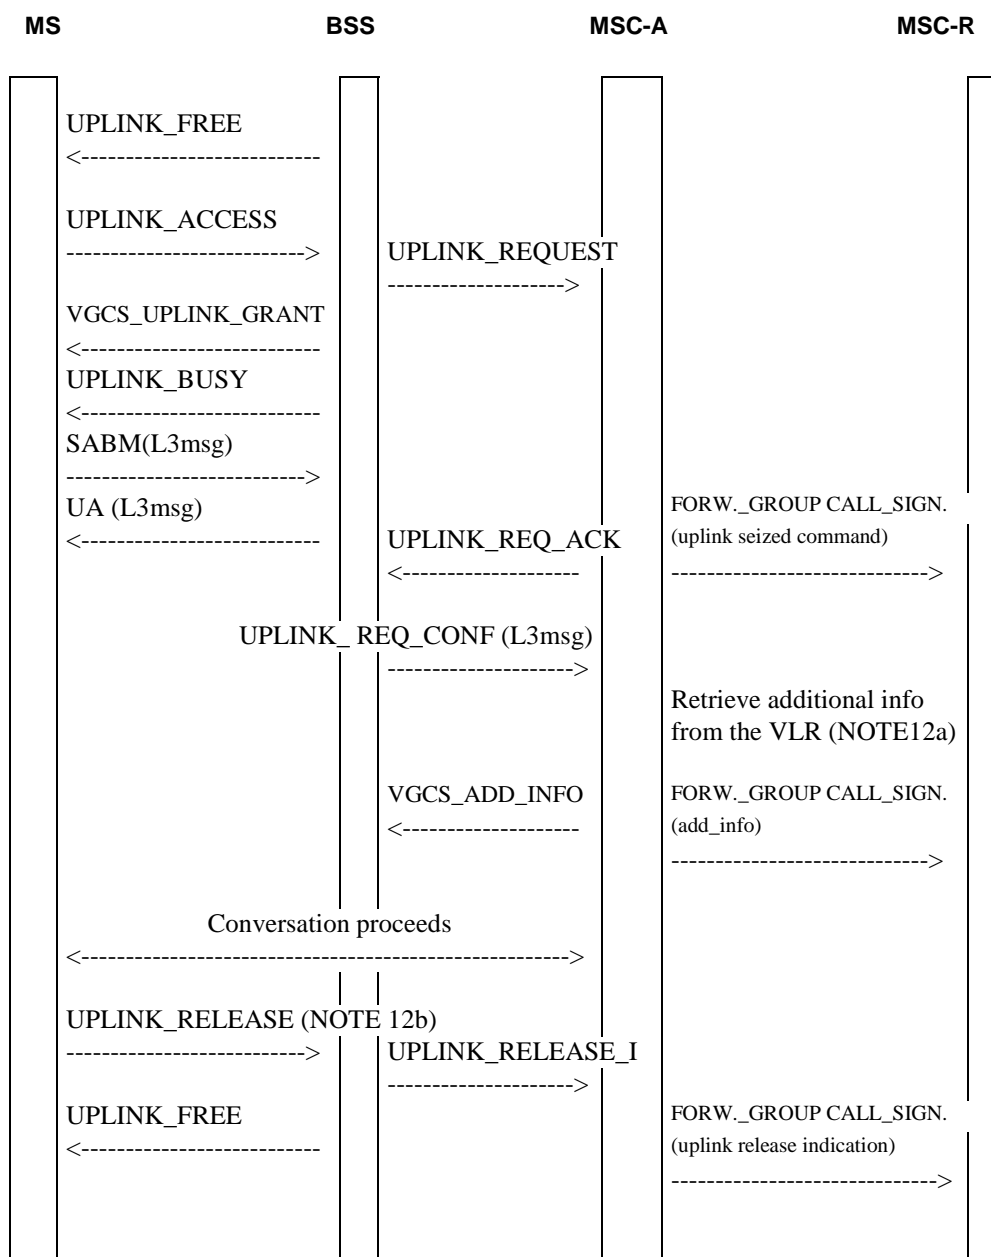 MS BSS MSC-A MSC-R
UPLINK_FREE
<---------------------------
UPLINK_ACCESS
--------------------------->
UPLINK_REQUEST
-------------------->
VGCS_UPLINK_GRANT
<---------------------------
UPLINK_BUSY
<---------------------------
SABM(L3msg)
--------------------------->
UA (L3msg)
<---------------------------
FORW._GROUP CALL_SIGN.
(uplink seized command)
UPLINK_REQ_ACK
<--------------------
----------------------------->
UPLINK_ REQ_CONF (L3msg)
--------------------->
Retrieve additional info
from the VLR (NOTE12a)
VGCS_ADD_INFO
<--------------------
FORW._GROUP CALL_SIGN.
(add_info)
----------------------------->
Conversation proceeds
<------------------------------------------------------->
UPLINK_RELEASE (NOTE 12b)
--------------------------->
UPLINK_RELEASE_I
--------------------->
UPLINK_FREE
<---------------------------
FORW._GROUP CALL_SIGN.
(uplink release indication)
------------------------------>